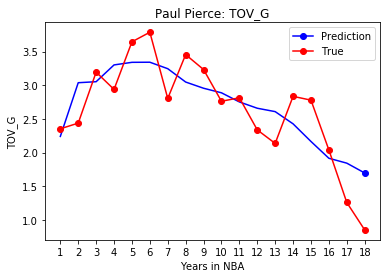 Paul Pierce: TOV_G
Prediction
True
3.5
3.0
2.5
2.0
1.5
1.0
TOV_G
1 2 3 4 5 6 7 8 9 10 11 12 13 14 15 16 17 18
Years in NBA